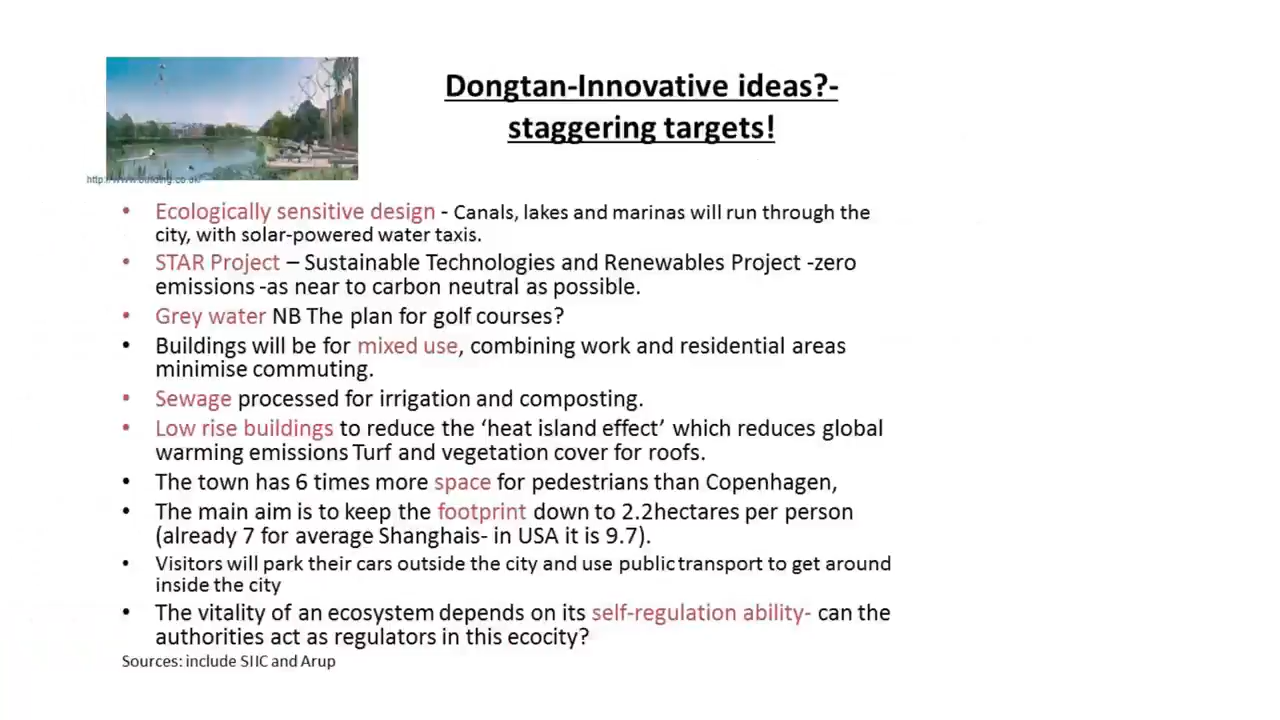 Dongtan-Innovative ideas?-
staggering targets!
http://www.building.co.uk/
• Ecologically sensitive design - Canals, lakes and marinas will run through the
city, with solar-powered water taxis.
• STAR Project – Sustainable Technologies and Renewables Project -zero
emissions -as near to carbon neutral as possible.
• Grey water NB The plan for golf courses?
• Buildings will be for mixed use, combining work and residential areas
minimise commuting.
• Sewage processed for irrigation and composting.
• Low rise buildings to reduce the ‘heat island effect’ which reduces global
warming emissions Turf and vegetation cover for roofs.
• The town has 6 times more space for pedestrians than Copenhagen,
• The main aim is to keep the footprint down to 2.2hectares per person
(already 7 for average Shanghais- in USA it is 9.7).
• Visitors will park their cars outside the city and use public transport to get around
inside the city
• The vitality of an ecosystem depends on its self-regulation ability- can the
authorities act as regulators in this ecocity?
Sources: include SIIC and Arup